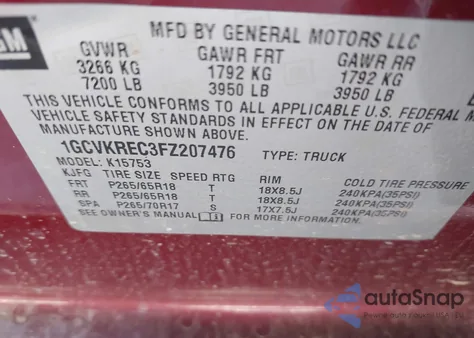 GM
MFD BY GENERAL MOTORS LLC
GVWR GAWR FRT GAWR RR
3266 KG 1792 KG 1792 KG
7200 LB 3950 LB 3950 LB
THIS VEHICLE CONFORMS TO ALL APPLICABLE U.S. FEDERAL M
VEHICLE SAFETY STANDARDS IN EFFECT ON THE DATE
OF MANUFACTURE SHOWN ABOVE.
1GCVKREC3FZ207476 TYPE: TRUCK
MODEL: K15753
KJFG TIRE SIZE SPEED RTG RIM COLD TIRE PRESSURE
FRT P265/65R18 T 18X8.5J 240KPA(35PSI)
RR P265/65R18 T 18X8.5J 240KPA(35PSI)
SPA P265/70R17 S 17X7.5J 240KPA(35PSI)
SEE OWNER'S MANUAL FOR MORE INFORMATION.
autoSnap